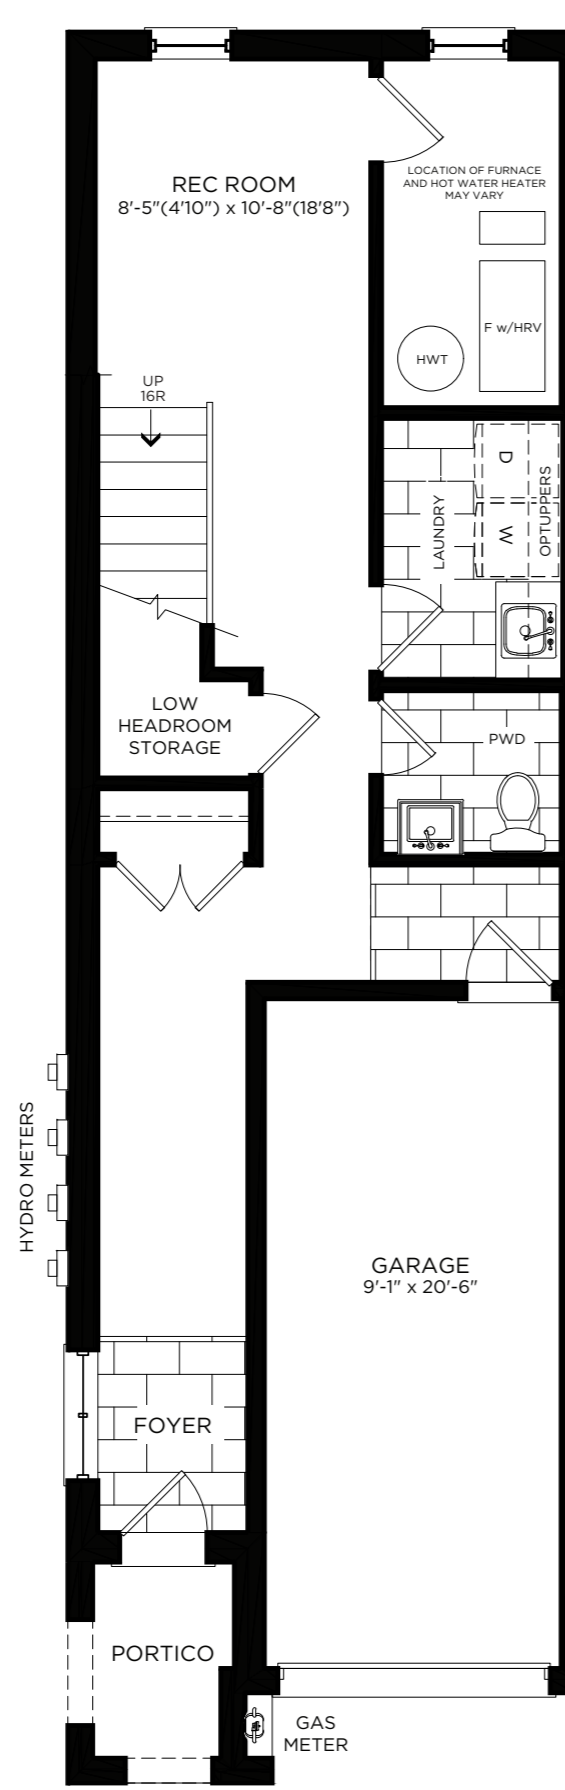 REC ROOM
8'-5"(4'10") x 10'-8"(18'8")
LOCATION OF FURNACE
AND HOT WATER HEATER
MAY VARY
F w/HRV
HWT
UP
16R
LAUNDRY
D
W
OPTUPPERS
LOW
HEADROOM
STORAGE
PWD
HYDRO METERS
GARAGE
9'-1" x 20'-6"
FOYER
PORTICO
GAS
METER